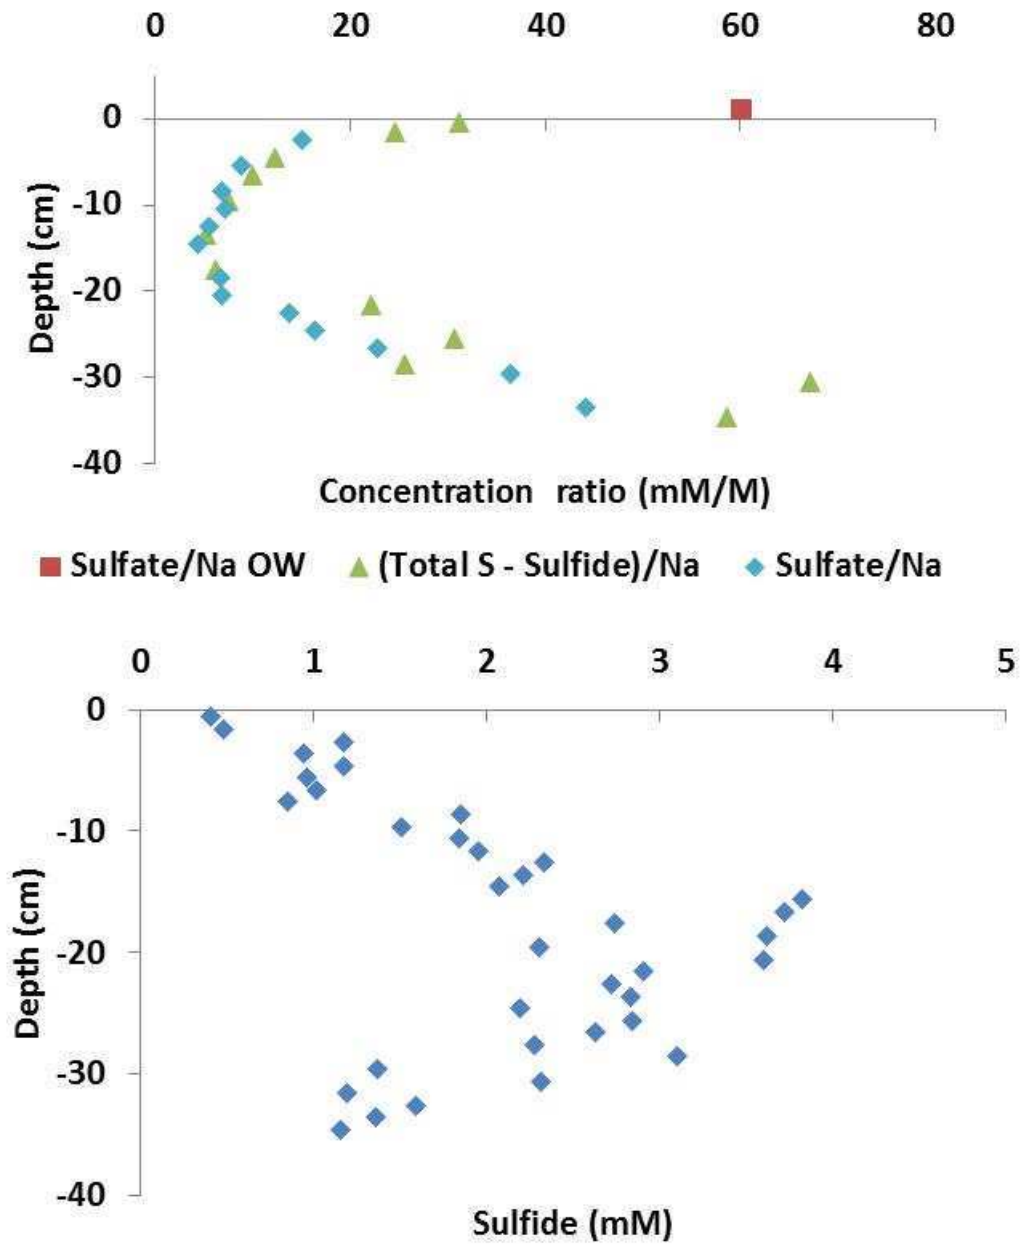 0 20 40 60 80
0
-10
-20
-30
-40
Depth (cm)
Concentration ratio (mM/M)
Sulfate/Na OW (Total S - Sulfide)/Na Sulfate/Na
0 1 2 3 4 5
0
-10
-20
-30
-40
Depth (cm)
Sulfide (mM)